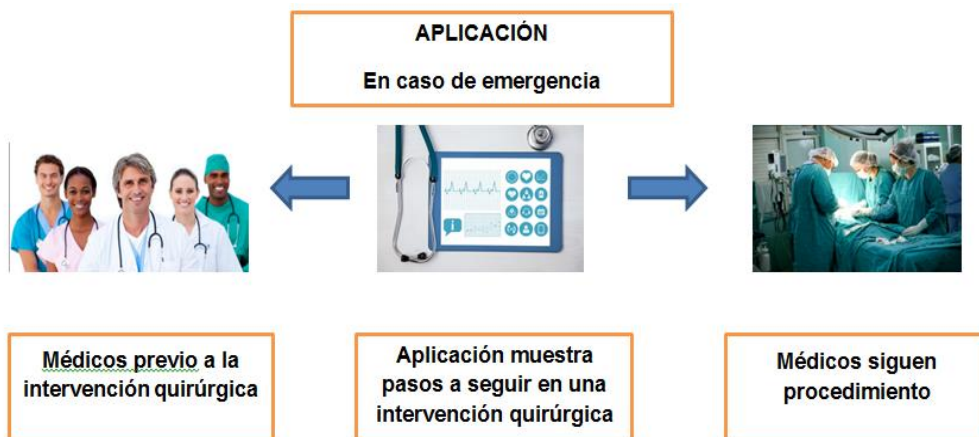 APLICACIÓN
En caso de emergencia
Médicos previo a la
intervención quirúrgica
Aplicación muestra
pasos a seguir en una
intervención quirúrgica
Médicos siguen
procedimiento